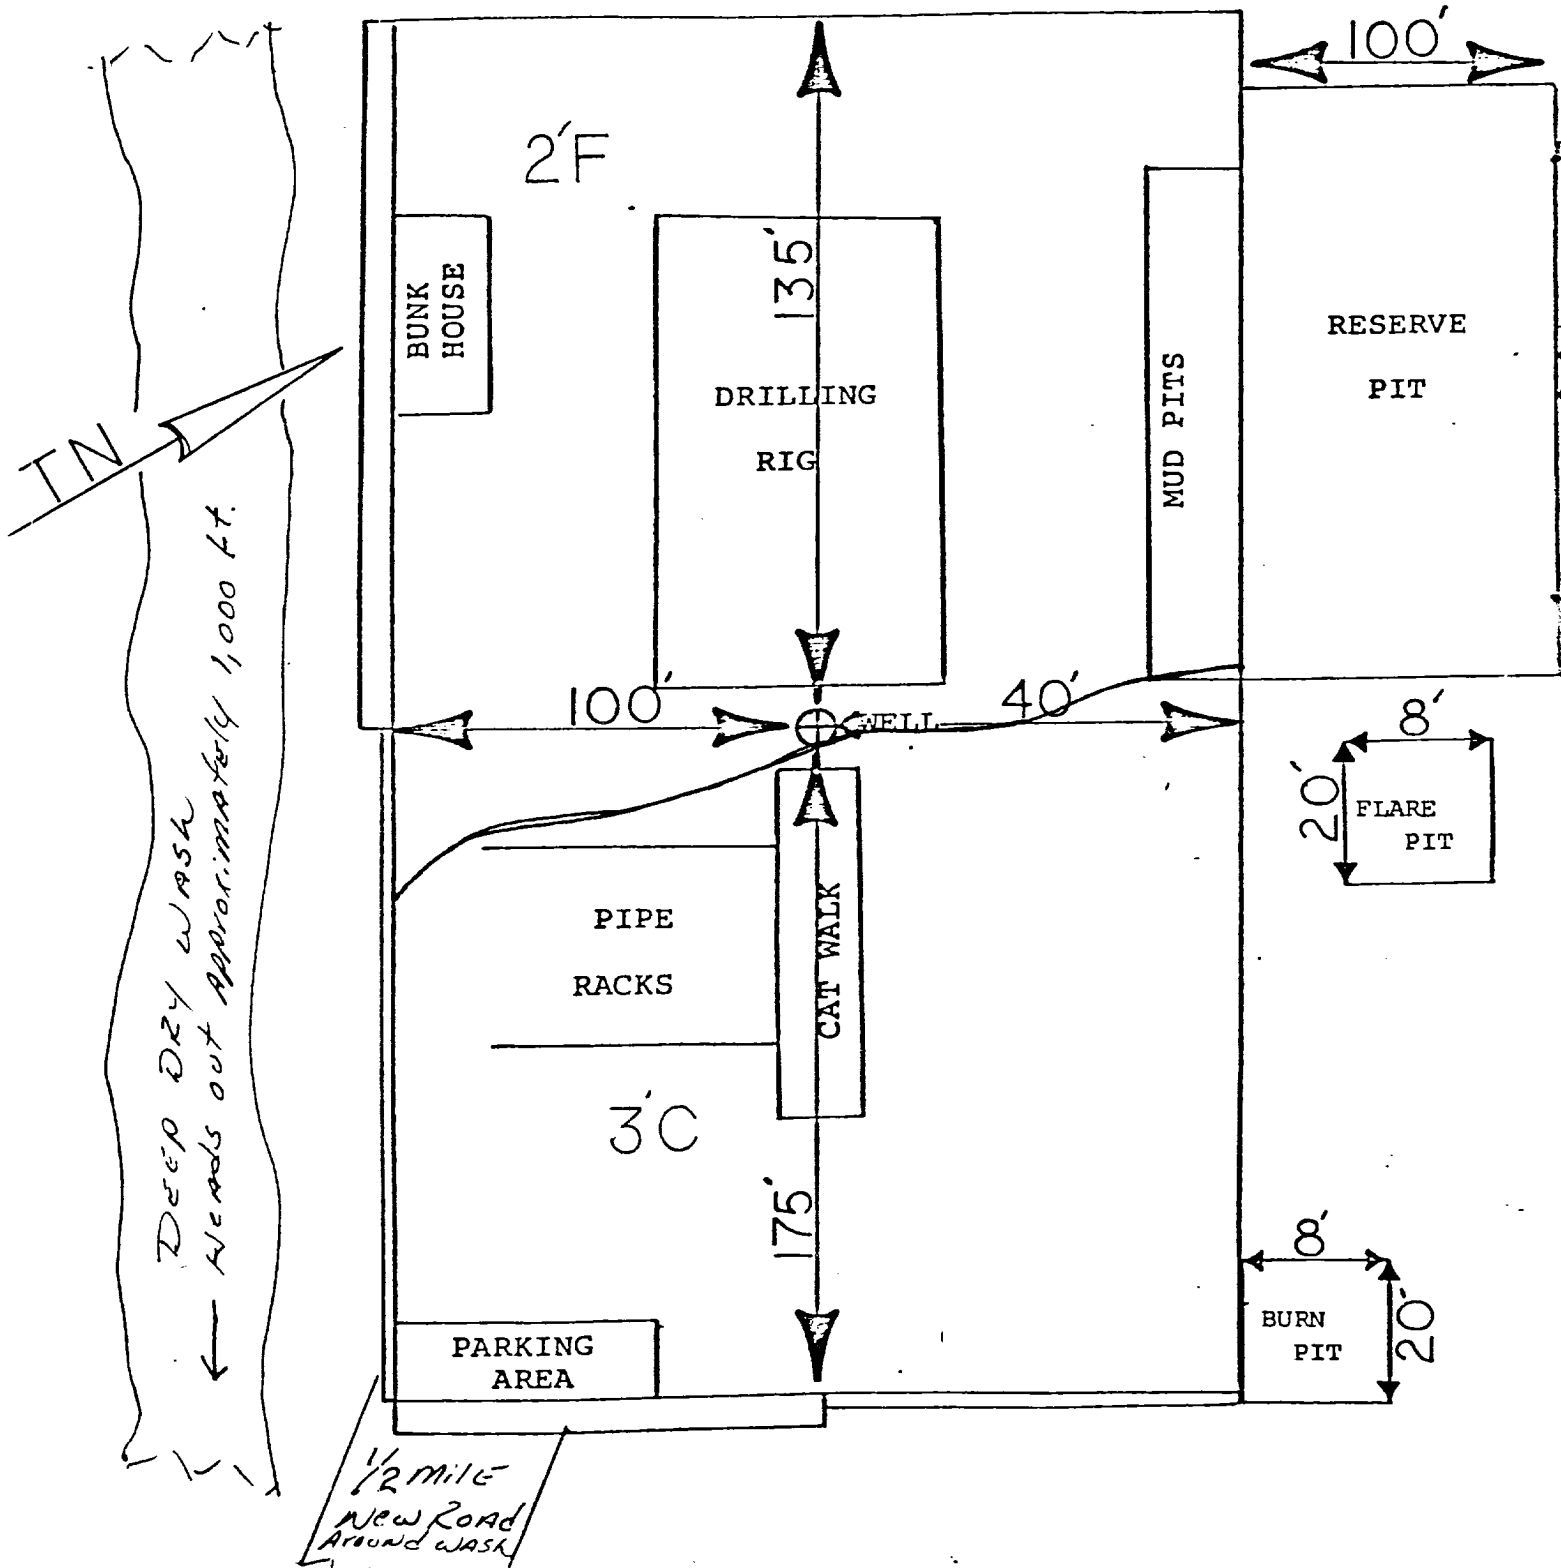 100'
2'F
135'
BUNK
HOUSE
DRILLING
RIG
MUD PITS
RESERVE
PIT
TN
100'
WELL
40'
8'
20'
FLARE
PIT
DEEP DRY WASH
← Heads out Approximately 1,000 ft.
PIPE
RACKS
CAT WALK
3'C
175'
PARKING
AREA
8'
BURN
PIT
20'
1/2 MILE
New Road
Around WASH